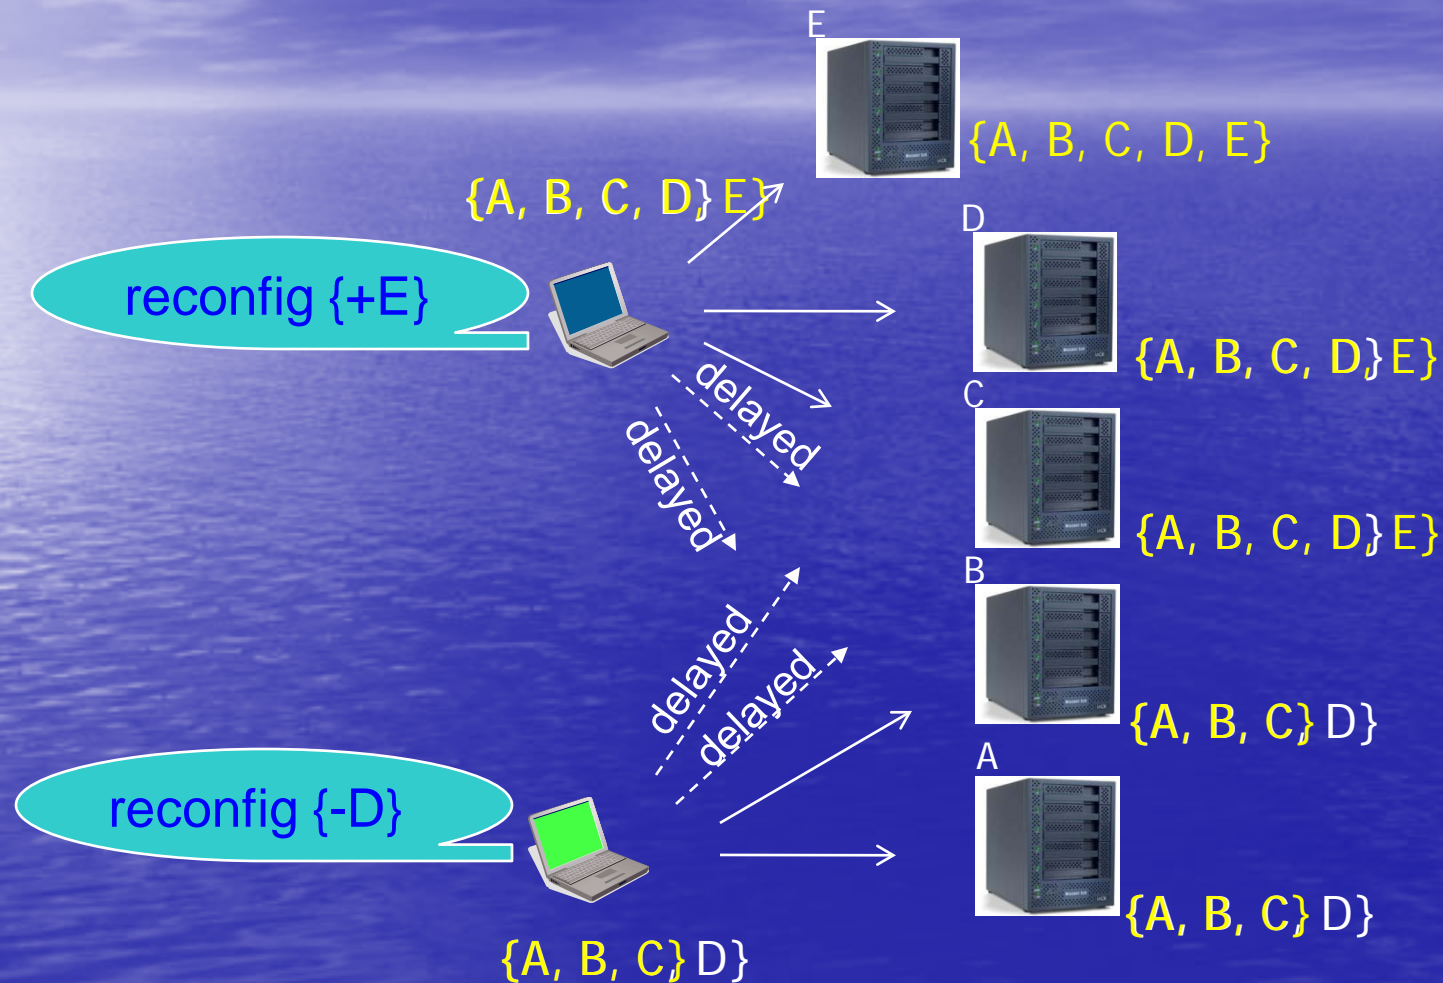 E
{A, B, C, D, E}
{A, B, C, D,} E}
D
reconfig {+E}
{A, B, C, D,} E}
delayed
C
delayed
{A, B, C, D,} E}
B
delayed
delayed
{A, B, C,} D}
A
reconfig {-D}
{A, B, C,} D}
{A, B, C,} D}